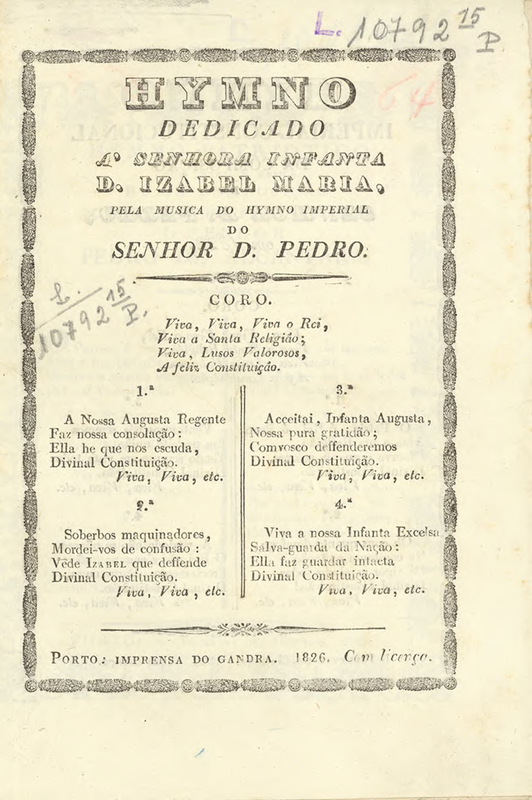 L. 10792 15 P.
HYMNO
DEDICADO
Aº SENHORA INFANTA
D. IZABEL MARIA,
PELA MUSICA DO HYMNO IMPERIAL
DO
SENHOR D. PEDRO.
L. 10792 15 P.
CORO.
Viva, Viva, Viva o Rei,
Viva a Santa Religião;
Viva, Lusos Valorosos,
A feliz Constituição.
1.ª
A Nossa Augusta Regente
Faz nossa consolação:
Ella he que nos escuda,
Divinal Constituição.
Viva, Viva, etc.
2.ª
Soberbos maquinadores,
Mordei-vos de confusão:
Vêde IZABEL que deffende
Divinal Constituição.
Viva, Viva, etc.
3.ª
Acceitai, Infanta Augusta,
Nossa pura gratidão;
Comvosco deffenderemos
Divinal Constituição.
Viva, Viva, etc.
4.ª
Viva a nossa Infanta Excelsa
Salva-guarda da Nação:
Ella faz guardar intacta
Divinal Constituição.
Viva, Viva, etc.
PORTO: IMPRENSA DO GANDRA. 1826. Com licença.